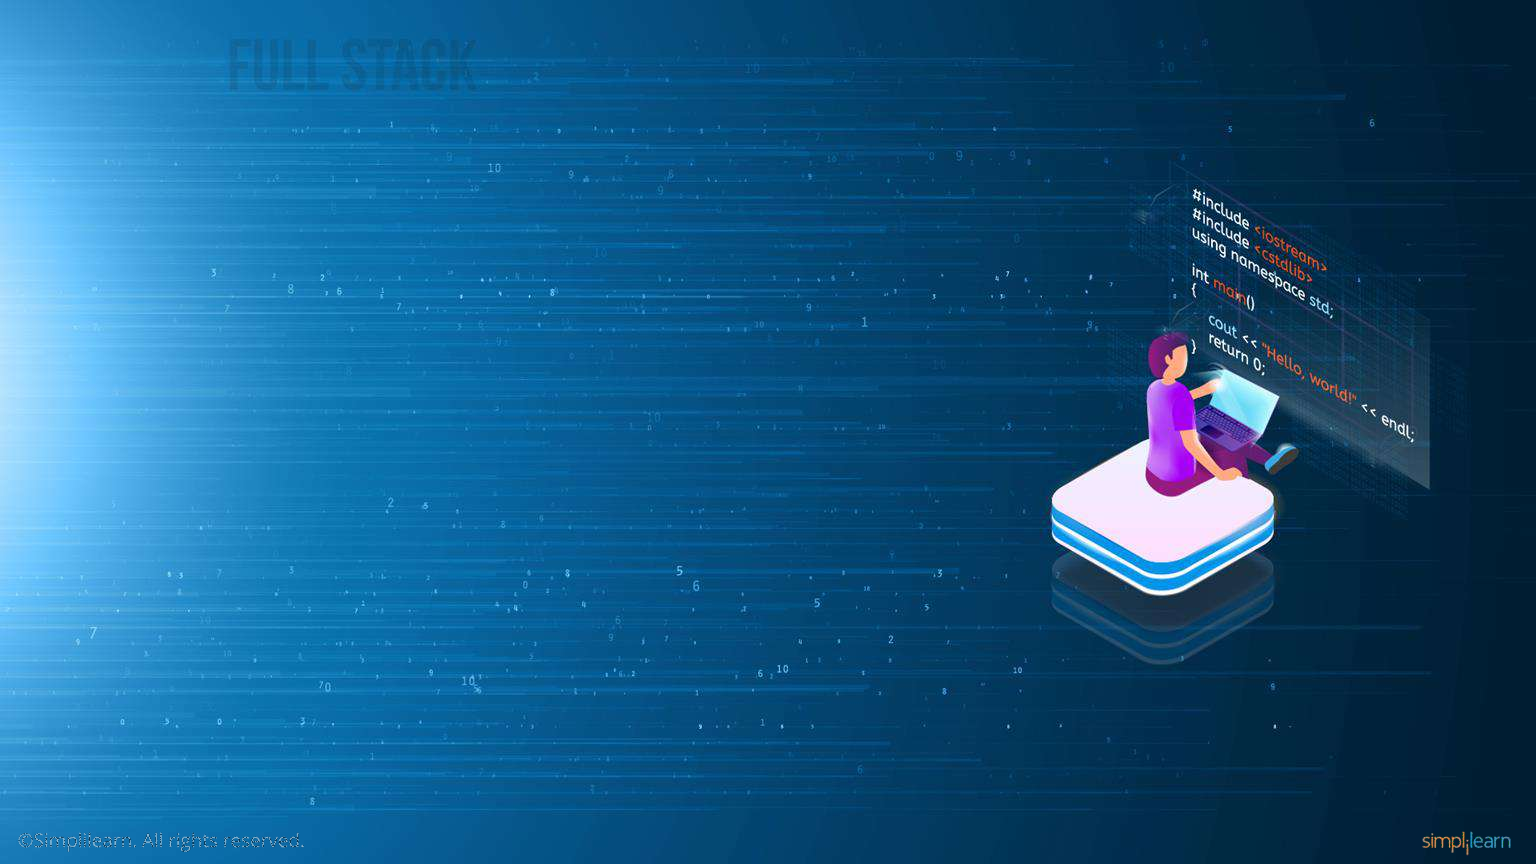 FULL STACK
#include <iostream>
#include <cstdlib>
using namespace std;
int main()
{
cout << "Hello, world!" << endl;
return 0;
}
©Simplilearn. All rights reserved.
simplilearn